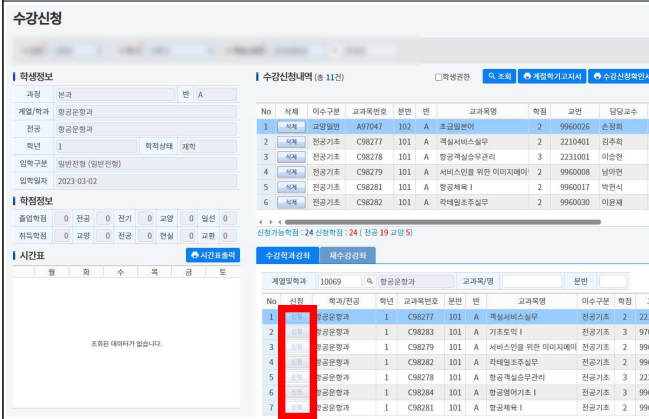 수강신청
학생정보
과정 본과 반 A
계열/학과 항공운항과
전공 항공운항과
학년 1 학적상태 재학
입학구분 일반전형 (일반전형)
입학일자 2023-03-02
학점정보
졸업학점 0 전공 0 전기 0 교양 0 일선 0
취득학점 0 교양 0 전공 0 현실 0 교환 0
시간표 시간표출력
월 화 수 목 금 토
조회된 데이터가 없습니다.
수강신청내역 (총 11건) 학생권한 조회 계절학기고지서 수강신청확인서
No 삭제 이수구분 교과목번호 분반 반 교과목명 학점 교번 담당교수
1 삭제 교양일반 A97047 102 A 초급일본어 2 9960026 손정희
2 삭제 전공기초 C98277 101 A 객실서비스실무 2 2210401 김주희
3 삭제 전공기초 C98278 101 A 항공객실승무관리 3 2231001 이승현
4 삭제 전공기초 C98279 101 A 서비스인을 위한 이미지메이 2 9960008 남아현
5 삭제 전공기초 C98281 101 A 항공체육 Ⅰ 2 9960017 박현식
6 삭제 전공기초 C98282 101 A 칵테일조주실무 2 9960030 이윤재
신청가능학점 : 24 신청학점 : 24 ( 전공 19 교양 5)
수강학과강좌 재수강강좌
계열및학과 10069 항공운항과 교과목/명 분반
No 신청 학과/전공 학년 교과목번호 분반 반 교과목명 이수구분 학점
1 신청 항공운항과 1 C98277 101 A 객실서비스실무 전공기초 2 22
2 신청 항공운항과 1 C98283 101 A 기초토익 Ⅰ 전공기초 3 97
3 신청 항공운항과 1 C98279 101 A 서비스인을 위한 이미지메이 전공기초 2 99
4 신청 항공운항과 1 C98282 101 A 칵테일조주실무 전공기초 2 99
5 신청 항공운항과 1 C98278 101 A 항공객실승무관리 전공기초 3 22
6 신청 항공운항과 1 C98284 101 A 항공영어기초 Ⅰ 전공기초 3 99
7 신청 항공운항과 1 C98281 101 A 항공체육 Ⅰ 전공기초 2 99